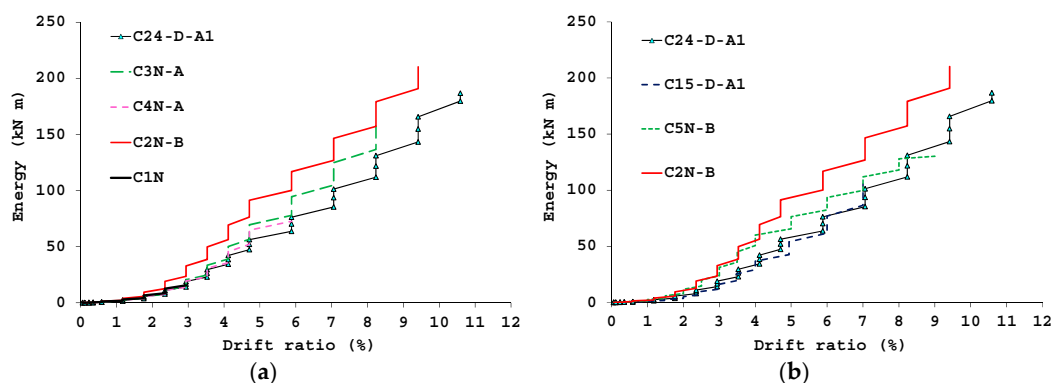 250
200
150
100
50
0
Energy (kN m)
C24-D-A1
C3N-A
C4N-A
C2N-B
C1N
0 1 2 3 4 5 6 7 8 9 10 11 12
Drift ratio (%)
(a)
250
200
150
100
50
0
Energy (kN m)
C24-D-A1
C15-D-A1
C5N-B
C2N-B
0 1 2 3 4 5 6 7 8 9 10 11 12
Drift ratio (%)
(b)